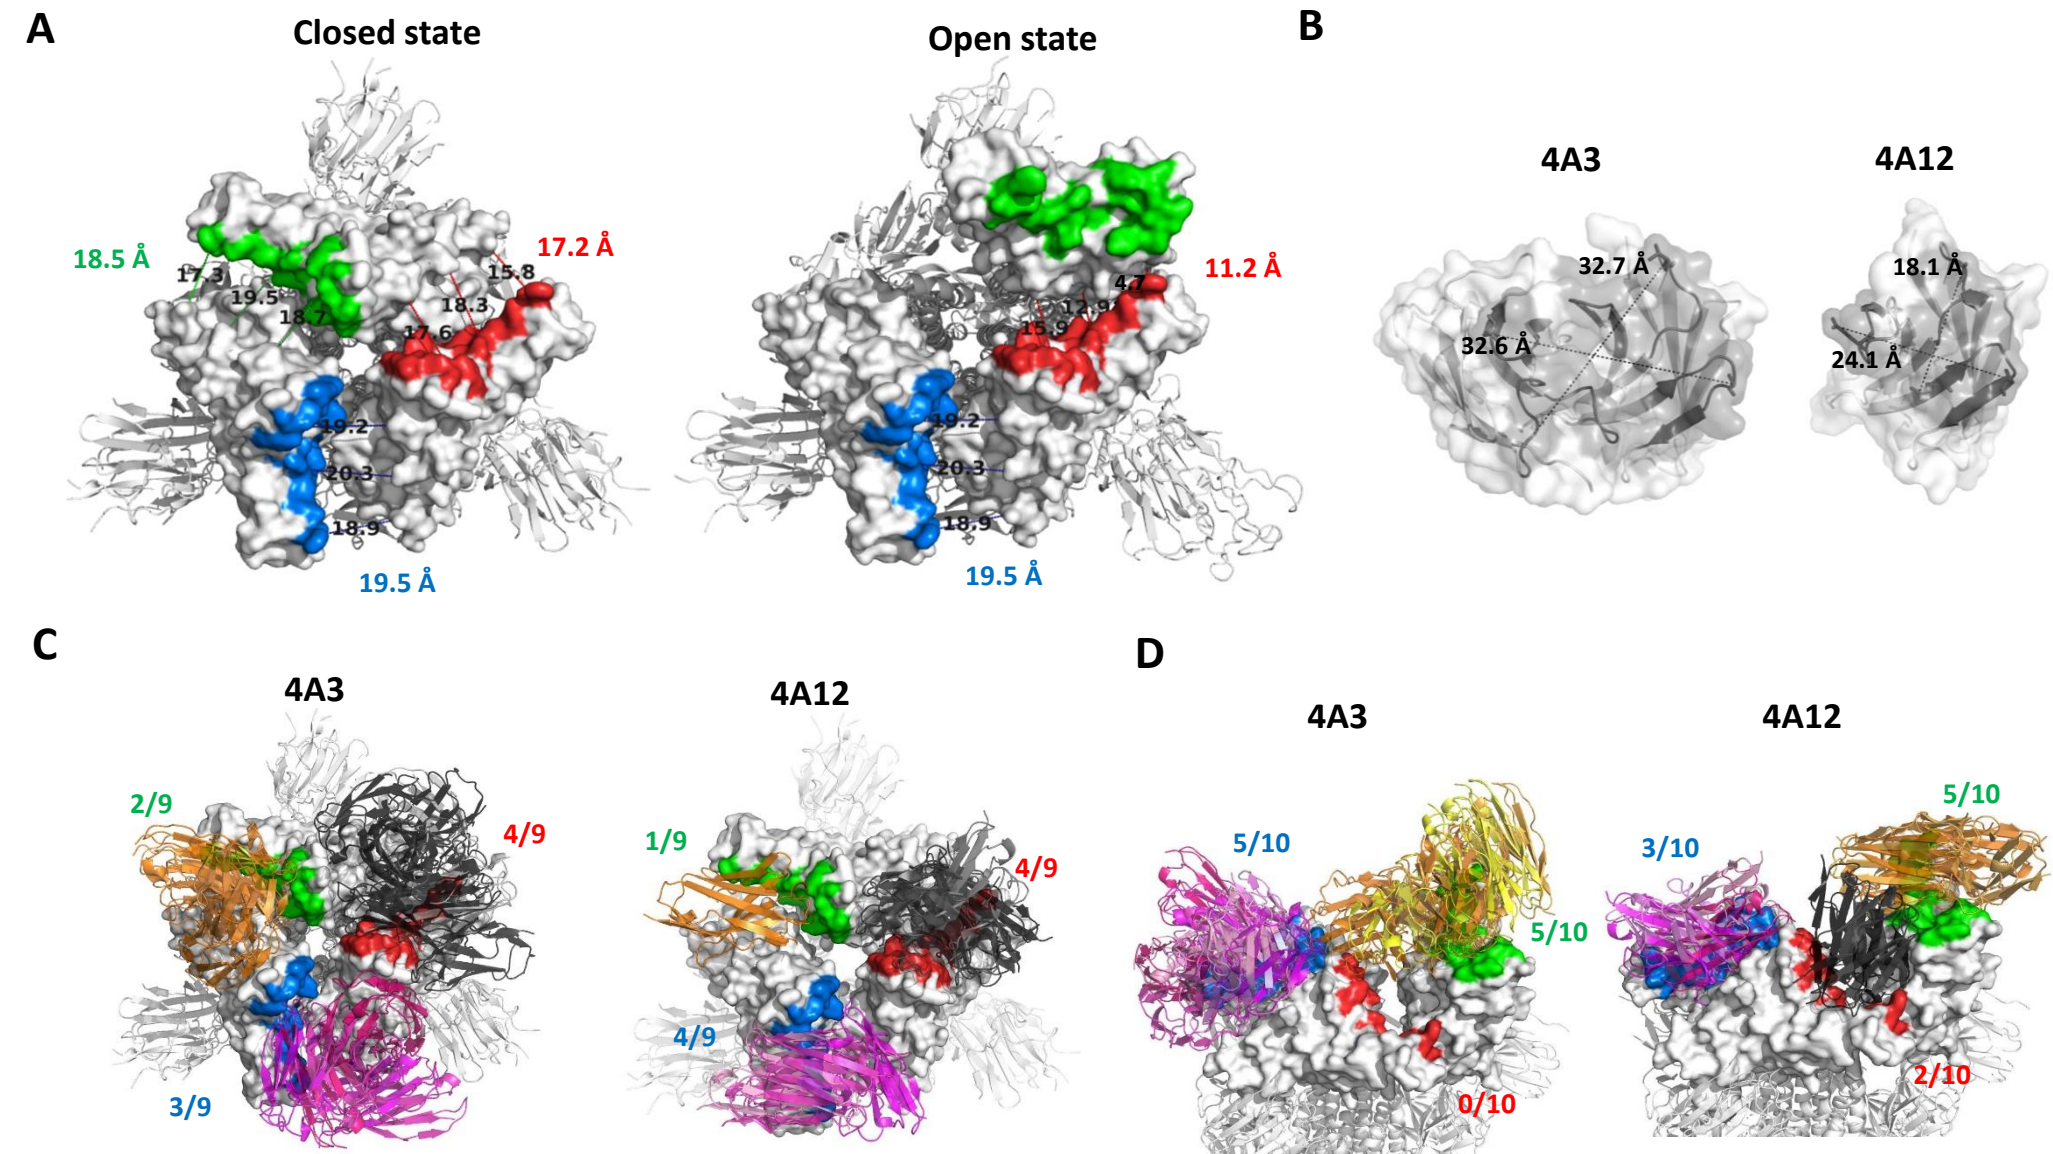 A
Closed state
Open state
B
18.5 Å
17.3
19.5
18.7
17.2 Å
15.8
18.3
17.6
19.2
20.3
18.9
19.5 Å
11.2 Å
4.7
12.9
15.9
19.2
20.3
18.9
19.5 Å
4A3
4A12
32.7 Å
32.6 Å
18.1 Å
24.1 Å
C
4A3
4A12
2/9
4/9
3/9
1/9
4/9
4/9
D
4A3
4A12
5/10
5/10
0/10
3/10
5/10
2/10